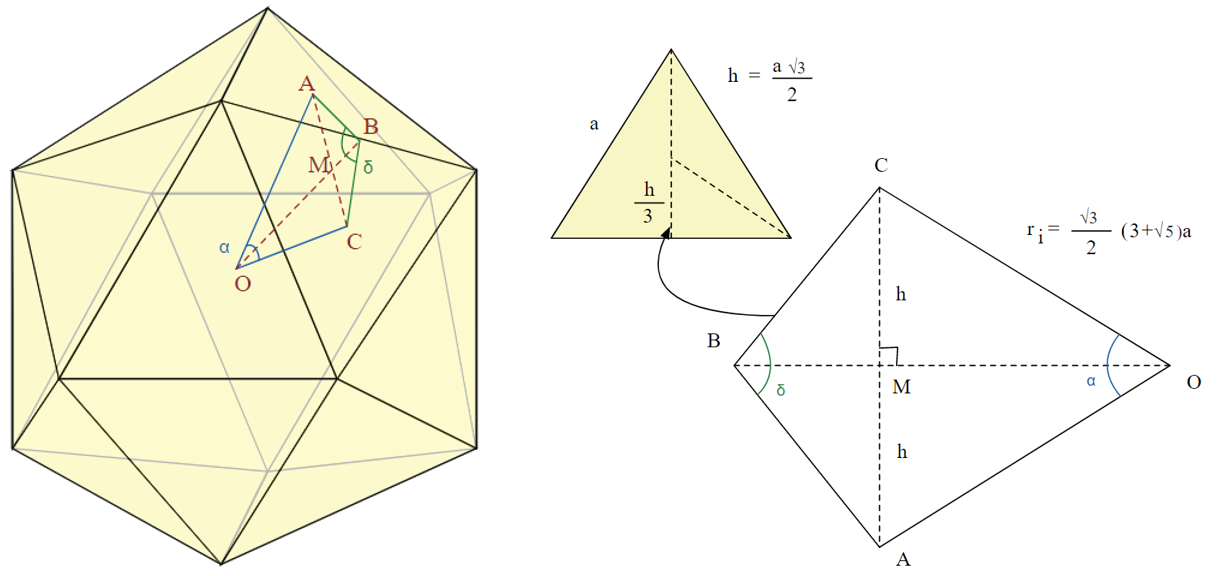 A
B
M
δ
C
α
O
a
h = a √3
2
h
3
C
r i = √3
2
(3+√5)a
h
B
δ
M
α
O
h
A